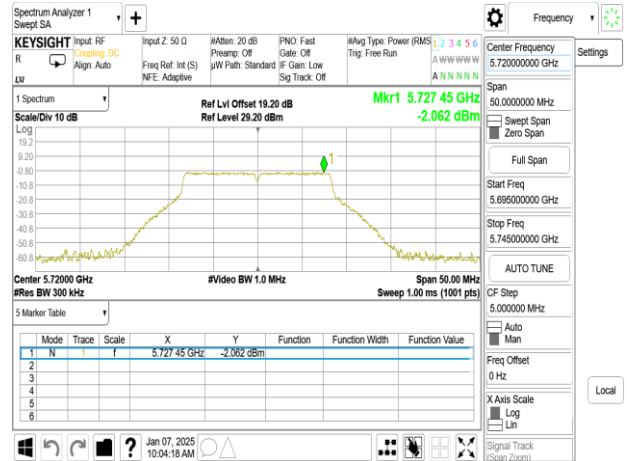 Spectrum Analyzer 1
Swept SA
Frequency
KEYSIGHT
R
Input: RF
Coupling: DC
Align: Auto
Input Z: 50 Ω
Freq Ref: Int (S)
NFE: Adaptive
#Atten: 20 dB
Preamp: Off
µW Path: Standard
PNO: Fast
Gate: Off
IF Gain: Low
Sig Track: Off
#Avg Type: Power (RMS
Trig: Free Run
1 2 3 4 5 6
A W W W W W
A N N N N N
1 Spectrum
Scale/Div 10 dB
Ref Lvl Offset 19.20 dB
Ref Level 29.20 dBm
Mkr1 5.727 45 GHz
-2.062 dBm
Log
19.2
9.20
-0.80
-10.8
-20.8
-30.8
-40.8
-50.8
-60.8
1
Center 5.72000 GHz
#Res BW 300 kHz
#Video BW 1.0 MHz
Span 50.00 MHz
Sweep 1.00 ms (1001 pts)
5 Marker Table
Mode Trace Scale X Y Function Function Width Function Value
1 N 1 f 5.727 45 GHz -2.062 dBm
2
3
4
5
6
Jan 07, 2025
10:04:18 AM
Center Frequency
5.720000000 GHz
Settings
Span
50.0000000 MHz
Swept Span
Zero Span
Full Span
Start Freq
5.695000000 GHz
Stop Freq
5.745000000 GHz
AUTO TUNE
CF Step
5.000000 MHz
Auto
Man
Freq Offset
0 Hz
X Axis Scale
Log
Lin
Local
Signal Track
(Span Zoom)